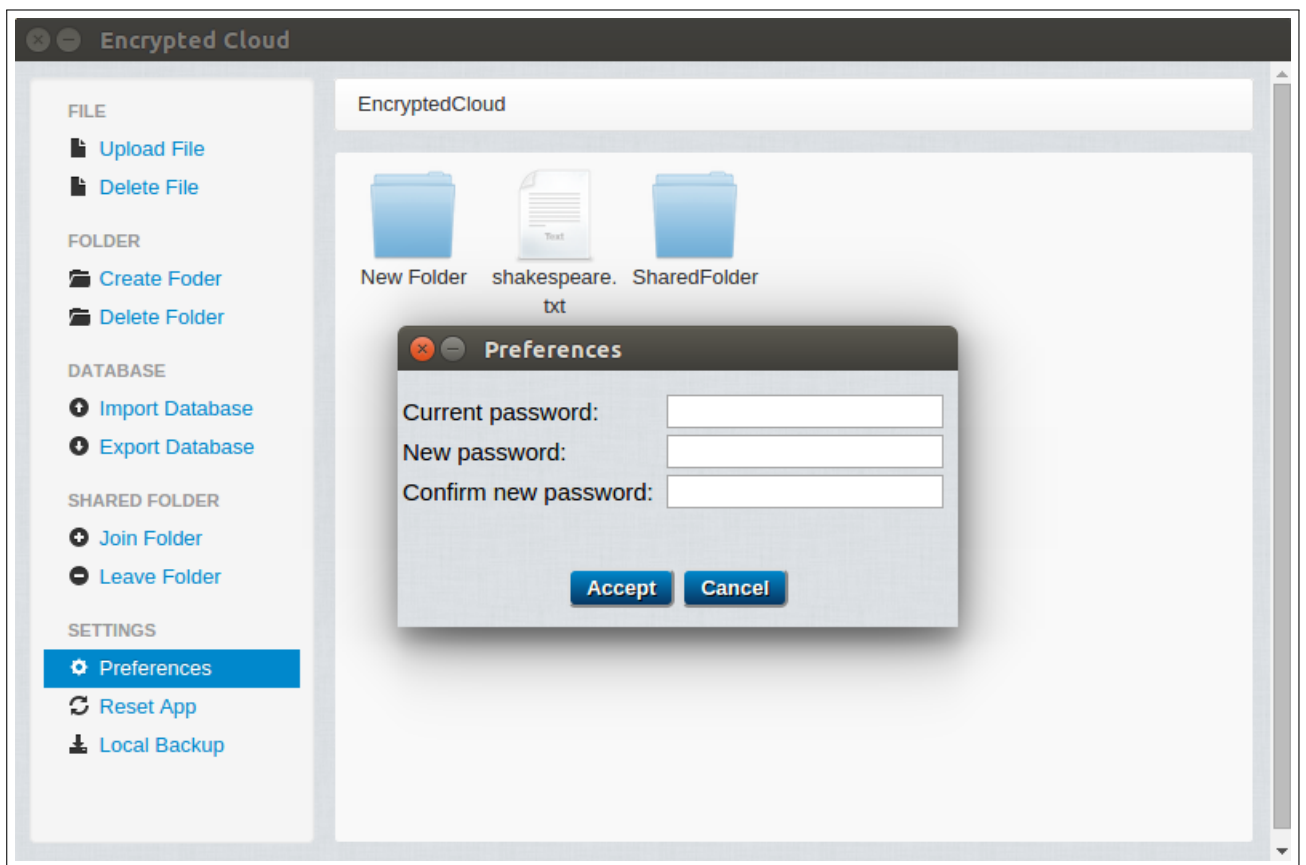 Encrypted Cloud
FILE
Upload File
Delete File
FOLDER
Create Foder
Delete Folder
DATABASE
Import Database
Export Database
SHARED FOLDER
Join Folder
Leave Folder
SETTINGS
Preferences
Reset App
Local Backup
EncryptedCloud
Text
New Folder
shakespeare.
txt
SharedFolder
Preferences
Current password:
New password:
Confirm new password:
Accept
Cancel